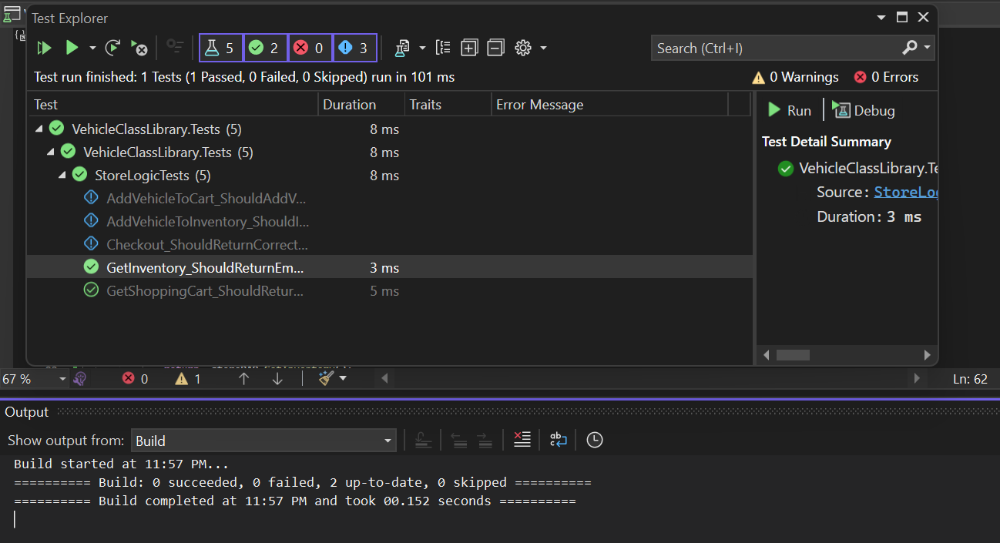 Test Explorer
5 2 0 3
Search (Ctrl+I)
Test run finished: 1 Tests (1 Passed, 0 Failed, 0 Skipped) run in 101 ms
0 Warnings 0 Errors
Test Duration Traits Error Message
VehicleClassLibrary.Tests (5) 8 ms
VehicleClassLibrary.Tests (5) 8 ms
StoreLogicTests (5) 8 ms
AddVehicleToCart_ShouldAddV...
AddVehicleToInventory_ShouldI...
Checkout_ShouldReturnCorrect...
GetInventory_ShouldReturnEm... 3 ms
GetShoppingCart_ShouldRetur... 5 ms
Run Debug
Test Detail Summary
VehicleClassLibrary.Te
Source: StoreLog
Duration: 3 ms
67 % 0 1 Ln: 62
Output
Show output from: Build
Build started at 11:57 PM...
========== Build: 0 succeeded, 0 failed, 2 up-to-date, 0 skipped ==========
========== Build completed at 11:57 PM and took 00.152 seconds ==========